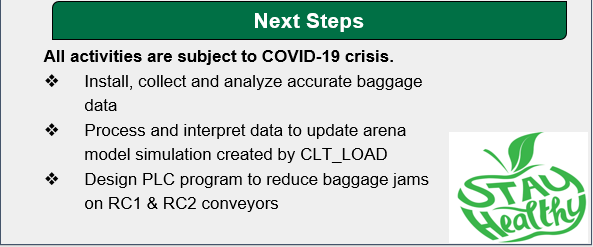 Next Steps
All activities are subject to COVID-19 crisis.
❖ Install, collect and analyze accurate baggage
data
❖ Process and interpret data to update arena
model simulation created by CLT_LOAD
❖ Design PLC program to reduce baggage jams
on RC1 & RC2 conveyors
STAY
Healthy